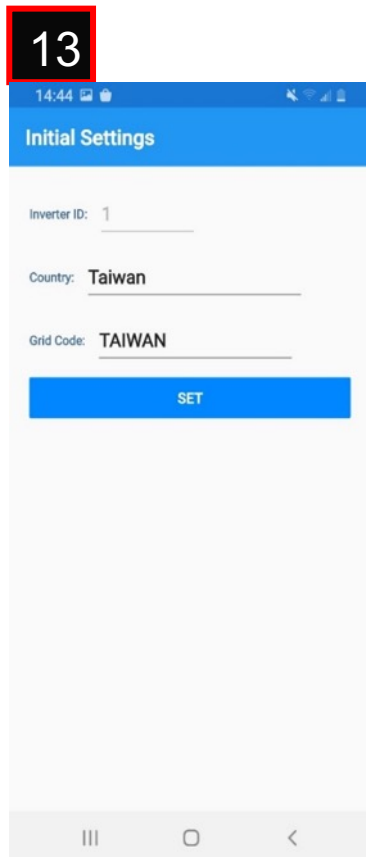 13
14:44
Initial Settings
Inverter ID: 1
Country: Taiwan
Grid Code: TAIWAN
SET